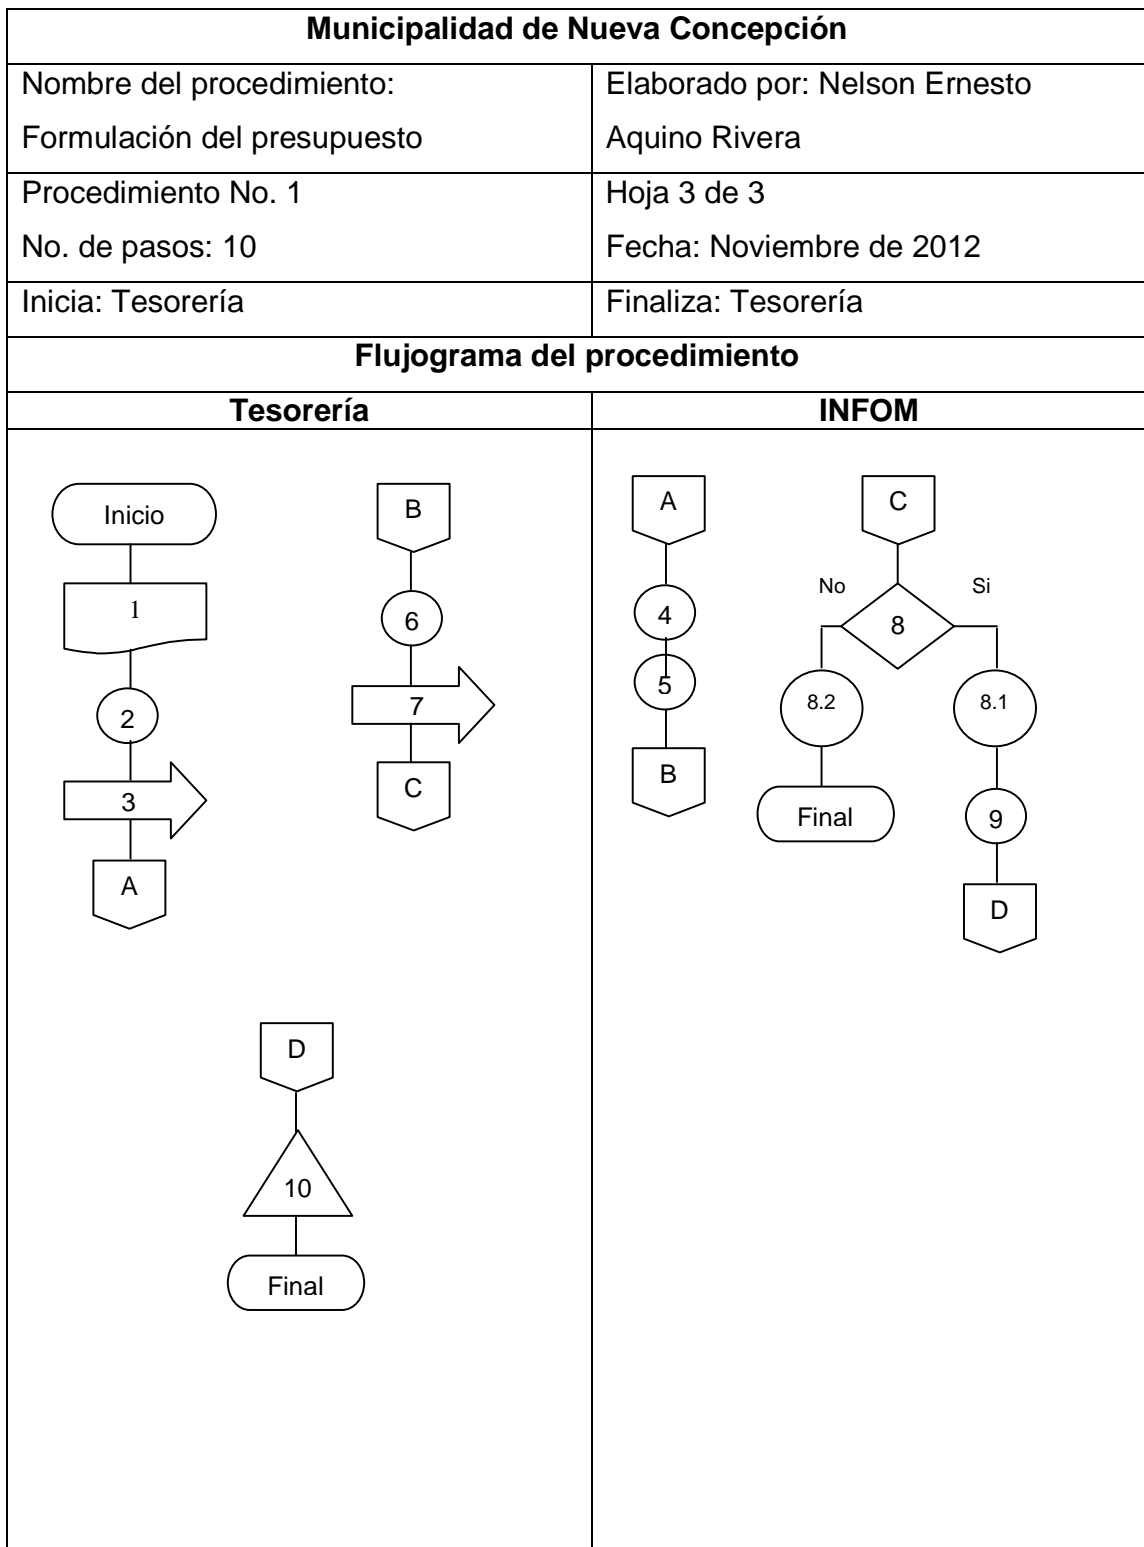 Municipalidad de Nueva Concepción
Nombre del procedimiento:
Formulación del presupuesto
Elaborado por: Nelson Ernesto
Aquino Rivera
Procedimiento No. 1
No. de pasos: 10
Hoja 3 de 3
Fecha: Noviembre de 2012
Inicia: Tesorería
Finaliza: Tesorería
Flujograma del procedimiento
Tesorería
INFOM
Inicio
1
2
3
A
B
6
7
C
D
10
Final
A
4
5
B
C
No
Si
8
8.2
8.1
Final
9
D